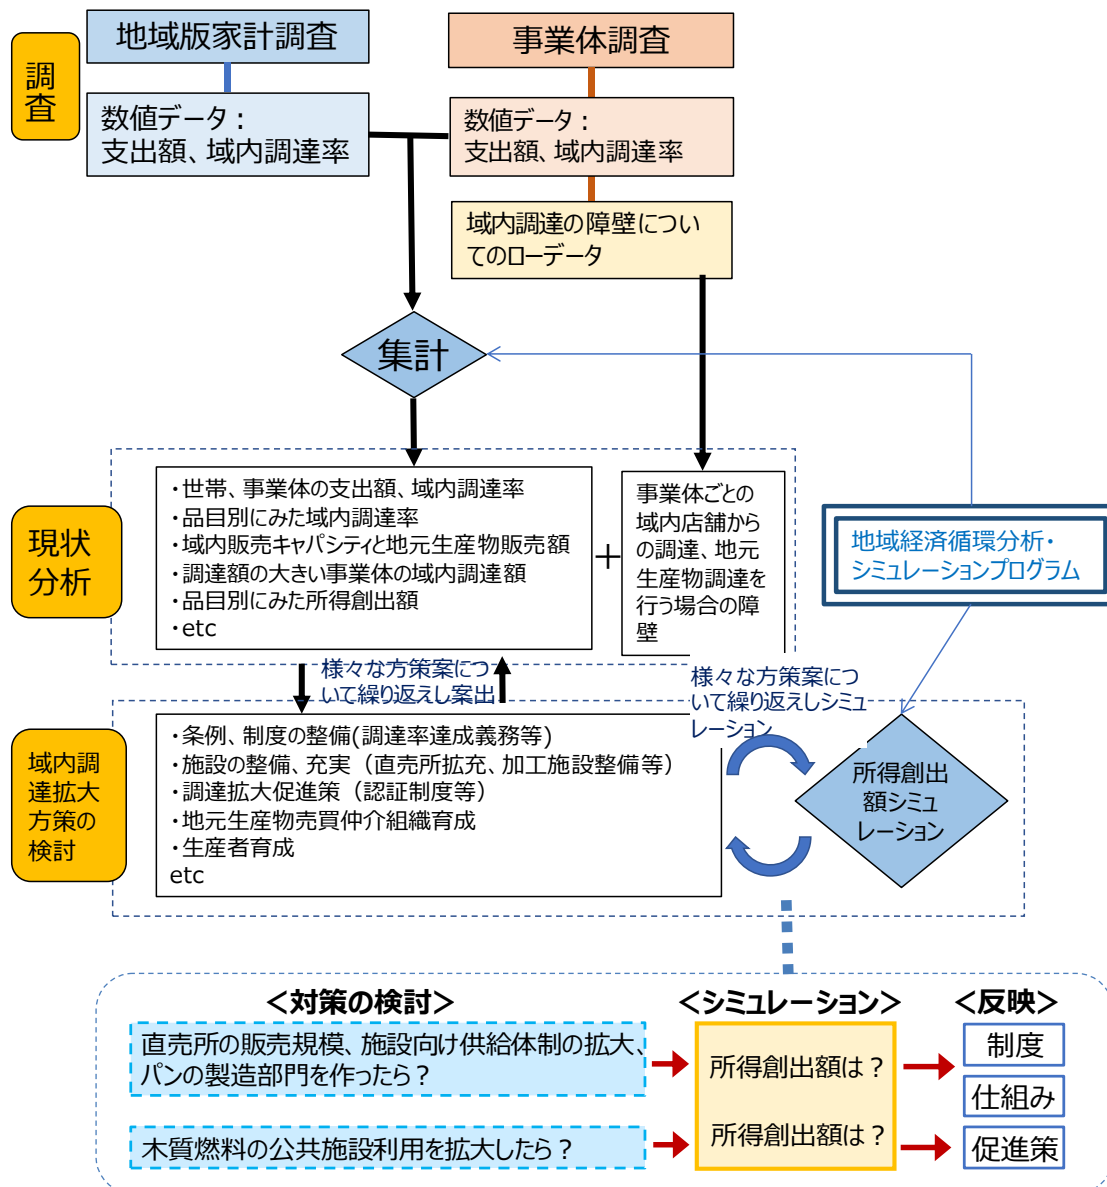 地域版家計調査
事業体調査
調
査
数値データ：
支出額、域内調達率
数値データ：
支出額、域内調達率
域内調達の障壁につい
てのローデータ
集計
現状
分析
・世帯、事業体の支出額、域内調達率
・品目別にみた域内調達率
・域内販売キャパシティと地元生産物販売額
・調達額の大きい事業体の域内調達額
・品目別にみた所得創出額
・etc
＋
事業体ごとの
域内店舗から
の調達、地元
生産物調達を
行う場合の障
壁
地域経済循環分析・
シミュレーションプログラム
様々な方策案につ
いて繰り返えし案出
様々な方策案につ
いて繰り返えしシミュ
レーション
域内調
達拡大
方策の
検討
・条例、制度の整備(調達率達成義務等)
・施設の整備、充実（直売所拡充、加工施設整備等）
・調達拡大促進策（認証制度等）
・地元生産物売買仲介組織育成
・生産者育成
etc
所得創出
額シミュ
レーション
＜対策の検討＞
＜シミュレーション＞
＜反映＞
直売所の販売規模、施設向け供給体制の拡大、
パンの製造部門を作ったら？
所得創出額は？
制度
仕組み
木質燃料の公共施設利用を拡大したら？
所得創出額は？
促進策